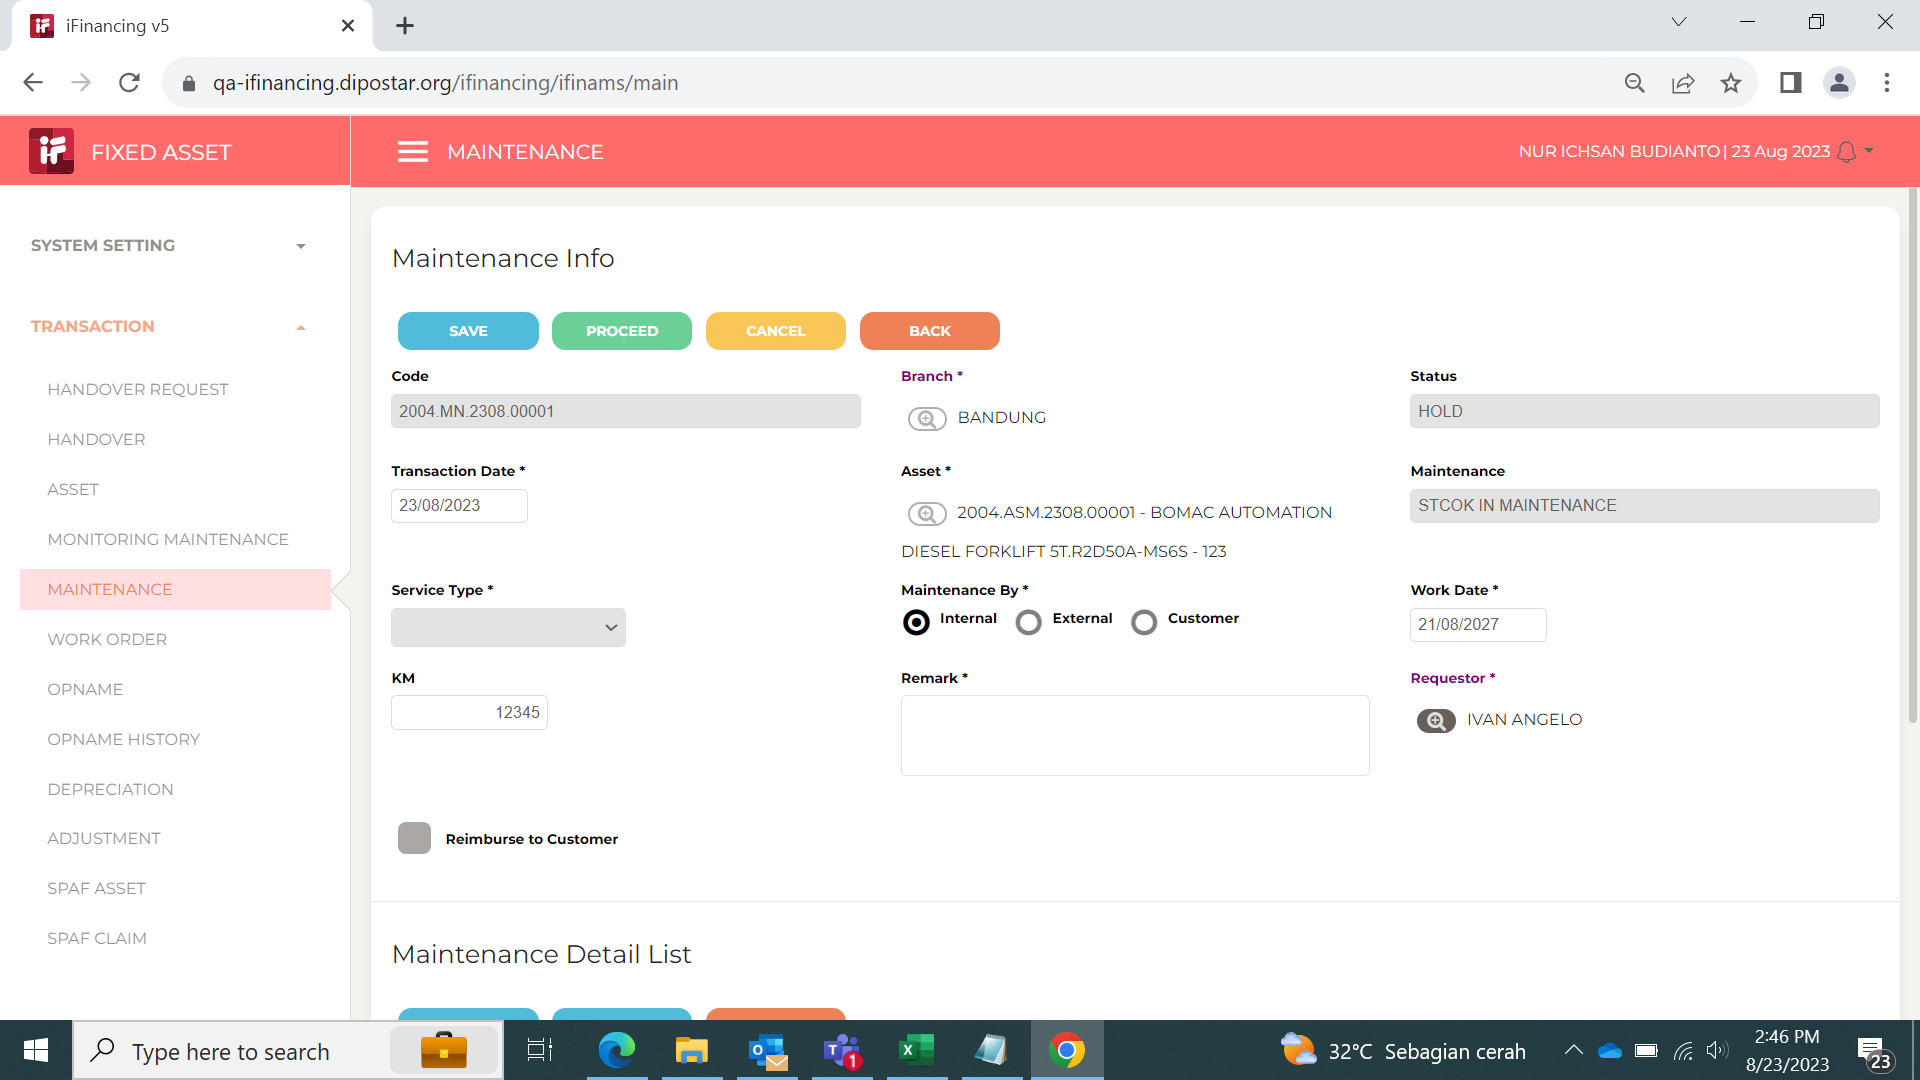 iFinancing v5
qa-ifinancing.dipostar.org/ifinancing/ifinams/main
iF FIXED ASSET
MAINTENANCE
NUR ICHSAN BUDIANTO | 23 Aug 2023
SYSTEM SETTING
TRANSACTION
HANDOVER REQUEST
HANDOVER
ASSET
MONITORING MAINTENANCE
MAINTENANCE
WORK ORDER
OPNAME
OPNAME HISTORY
DEPRECIATION
ADJUSTMENT
SPAF ASSET
SPAF CLAIM
Maintenance Info
SAVE PROCEED CANCEL BACK
Code
2004.MN.2308.00001
Branch *
BANDUNG
Status
HOLD
Transaction Date *
23/08/2023
Asset *
2004.ASM.2308.00001 - BOMAC AUTOMATION
DIESEL FORKLIFT 5T.R2D50A-MS6S - 123
Maintenance
STCOK IN MAINTENANCE
Service Type *
Maintenance By *
Internal External Customer
Work Date *
21/08/2027
KM
12345
Remark *
Requestor *
IVAN ANGELO
Reimburse to Customer
Maintenance Detail List
Type here to search
1
32°C Sebagian cerah
2:46 PM
8/23/2023
23